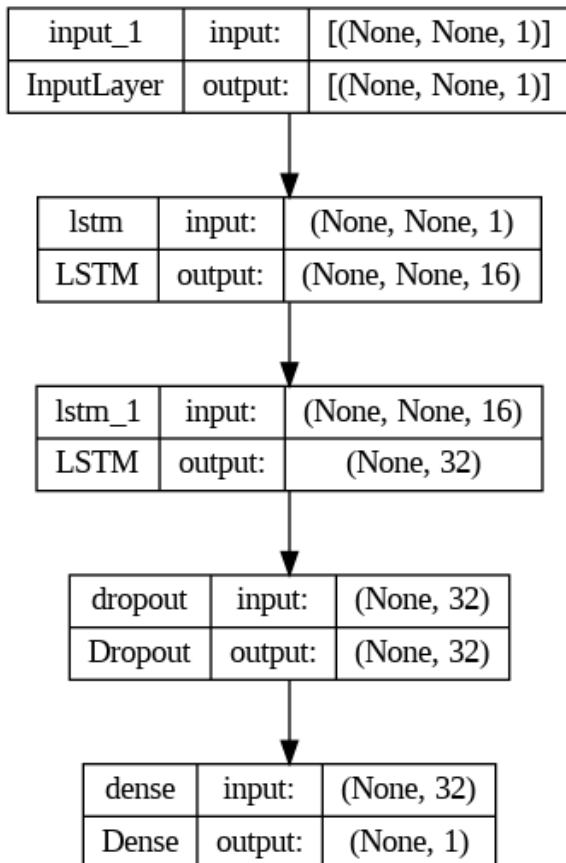 input_1 input: [(None, None, 1)]
InputLayer output: [(None, None, 1)]
lstm input: (None, None, 1)
LSTM output: (None, None, 16)
lstm_1 input: (None, None, 16)
LSTM output: (None, 32)
dropout input: (None, 32)
Dropout output: (None, 32)
dense input: (None, 32)
Dense output: (None, 1)